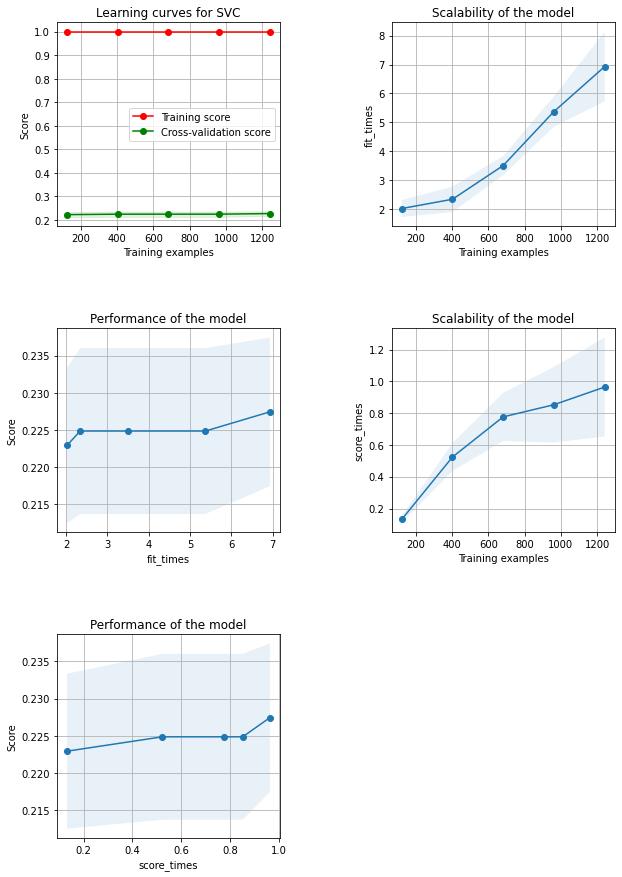 Learning curves for SVC
1.0
0.9
0.8
0.7
0.6
0.5
0.4
0.3
0.2
Score
Training score
Cross-validation score
200 400 600 800 1000 1200
Training examples
Scalability of the model
8
7
6
5
4
3
2
fit_times
200 400 600 800 1000 1200
Training examples
Performance of the model
0.235
0.230
0.225
0.220
0.215
Score
2 3 4 5 6 7
fit_times
Scalability of the model
1.2
1.0
0.8
0.6
0.4
0.2
score_times
200 400 600 800 1000 1200
Training examples
Performance of the model
0.235
0.230
0.225
0.220
0.215
Score
0.2 0.4 0.6 0.8 1.0
score_times